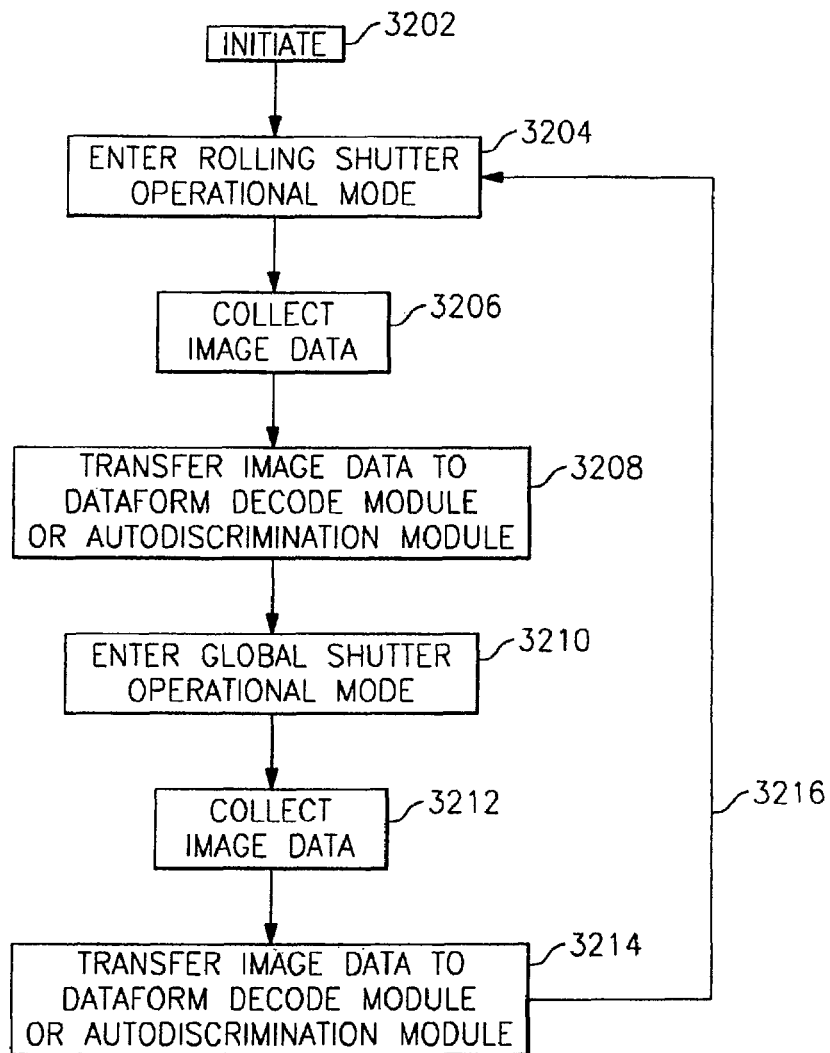 INITIATE
3202
ENTER ROLLING SHUTTER
OPERATIONAL MODE
3204
COLLECT
IMAGE DATA
3206
TRANSFER IMAGE DATA TO
DATAFORM DECODE MODULE
OR AUTODISCRIMINATION MODULE
3208
ENTER GLOBAL SHUTTER
OPERATIONAL MODE
3210
COLLECT
IMAGE DATA
3212
3216
TRANSFER IMAGE DATA TO
DATAFORM DECODE MODULE
OR AUTODISCRIMINATION MODULE
3214